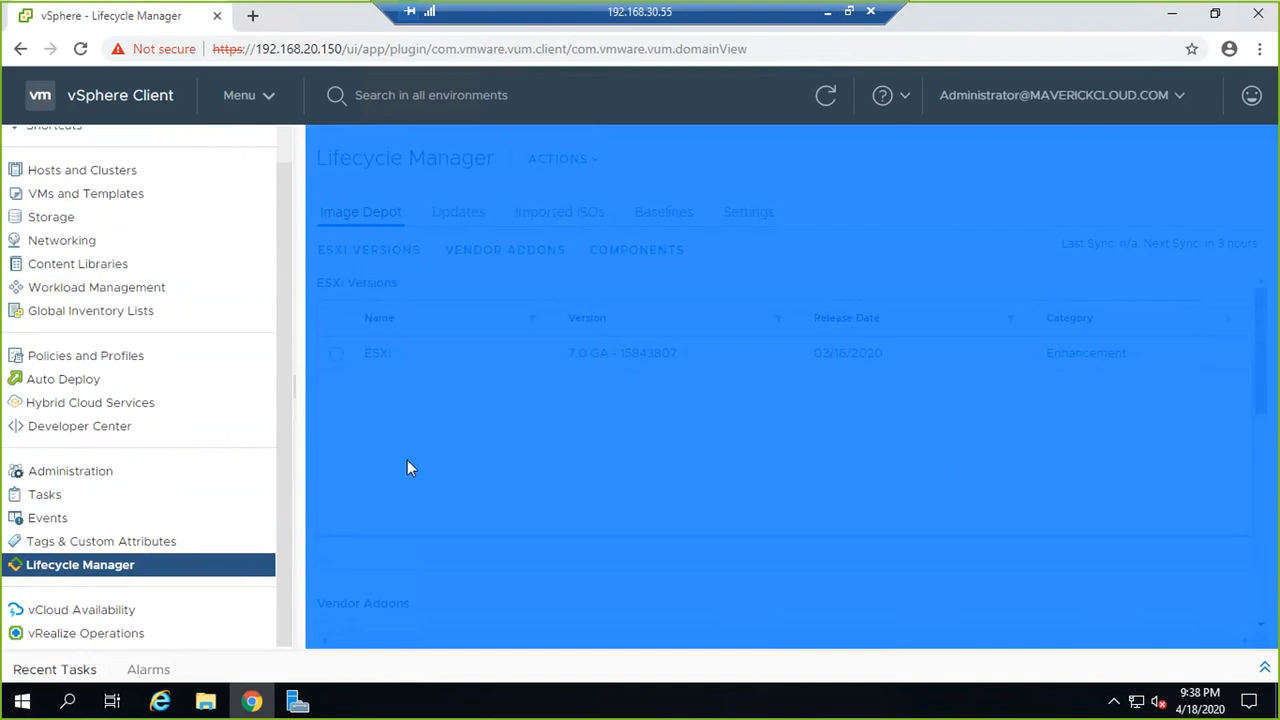 vSphere - Lifecycle Manager
192.168.30.55
Not secure
https://192.168.20.150/ui/app/plugin/com.vmware.vum.client/com.vmware.vum.domainView
vm vSphere Client Menu Search in all environments Administrator@MAVERICKCLOUD.COM
Shortcuts
Hosts and Clusters
VMs and Templates
Storage
Networking
Content Libraries
Workload Management
Global Inventory Lists
Policies and Profiles
Auto Deploy
Hybrid Cloud Services
Developer Center
Administration
Tasks
Events
Tags & Custom Attributes
Lifecycle Manager
vCloud Availability
vRealize Operations
Lifecycle Manager ACTIONS
Image Depot Updates Imported ISOs Baselines Settings
ESXI VERSIONS VENDOR ADDONS COMPONENTS Last Sync: n/a. Next Sync: in 3 hours
ESXi Versions
Name Version Release Date Category
ESXi 7.0 GA - 15843807 03/16/2020 Enhancement
Vendor Addons
Recent Tasks Alarms
9:38 PM
4/18/2020